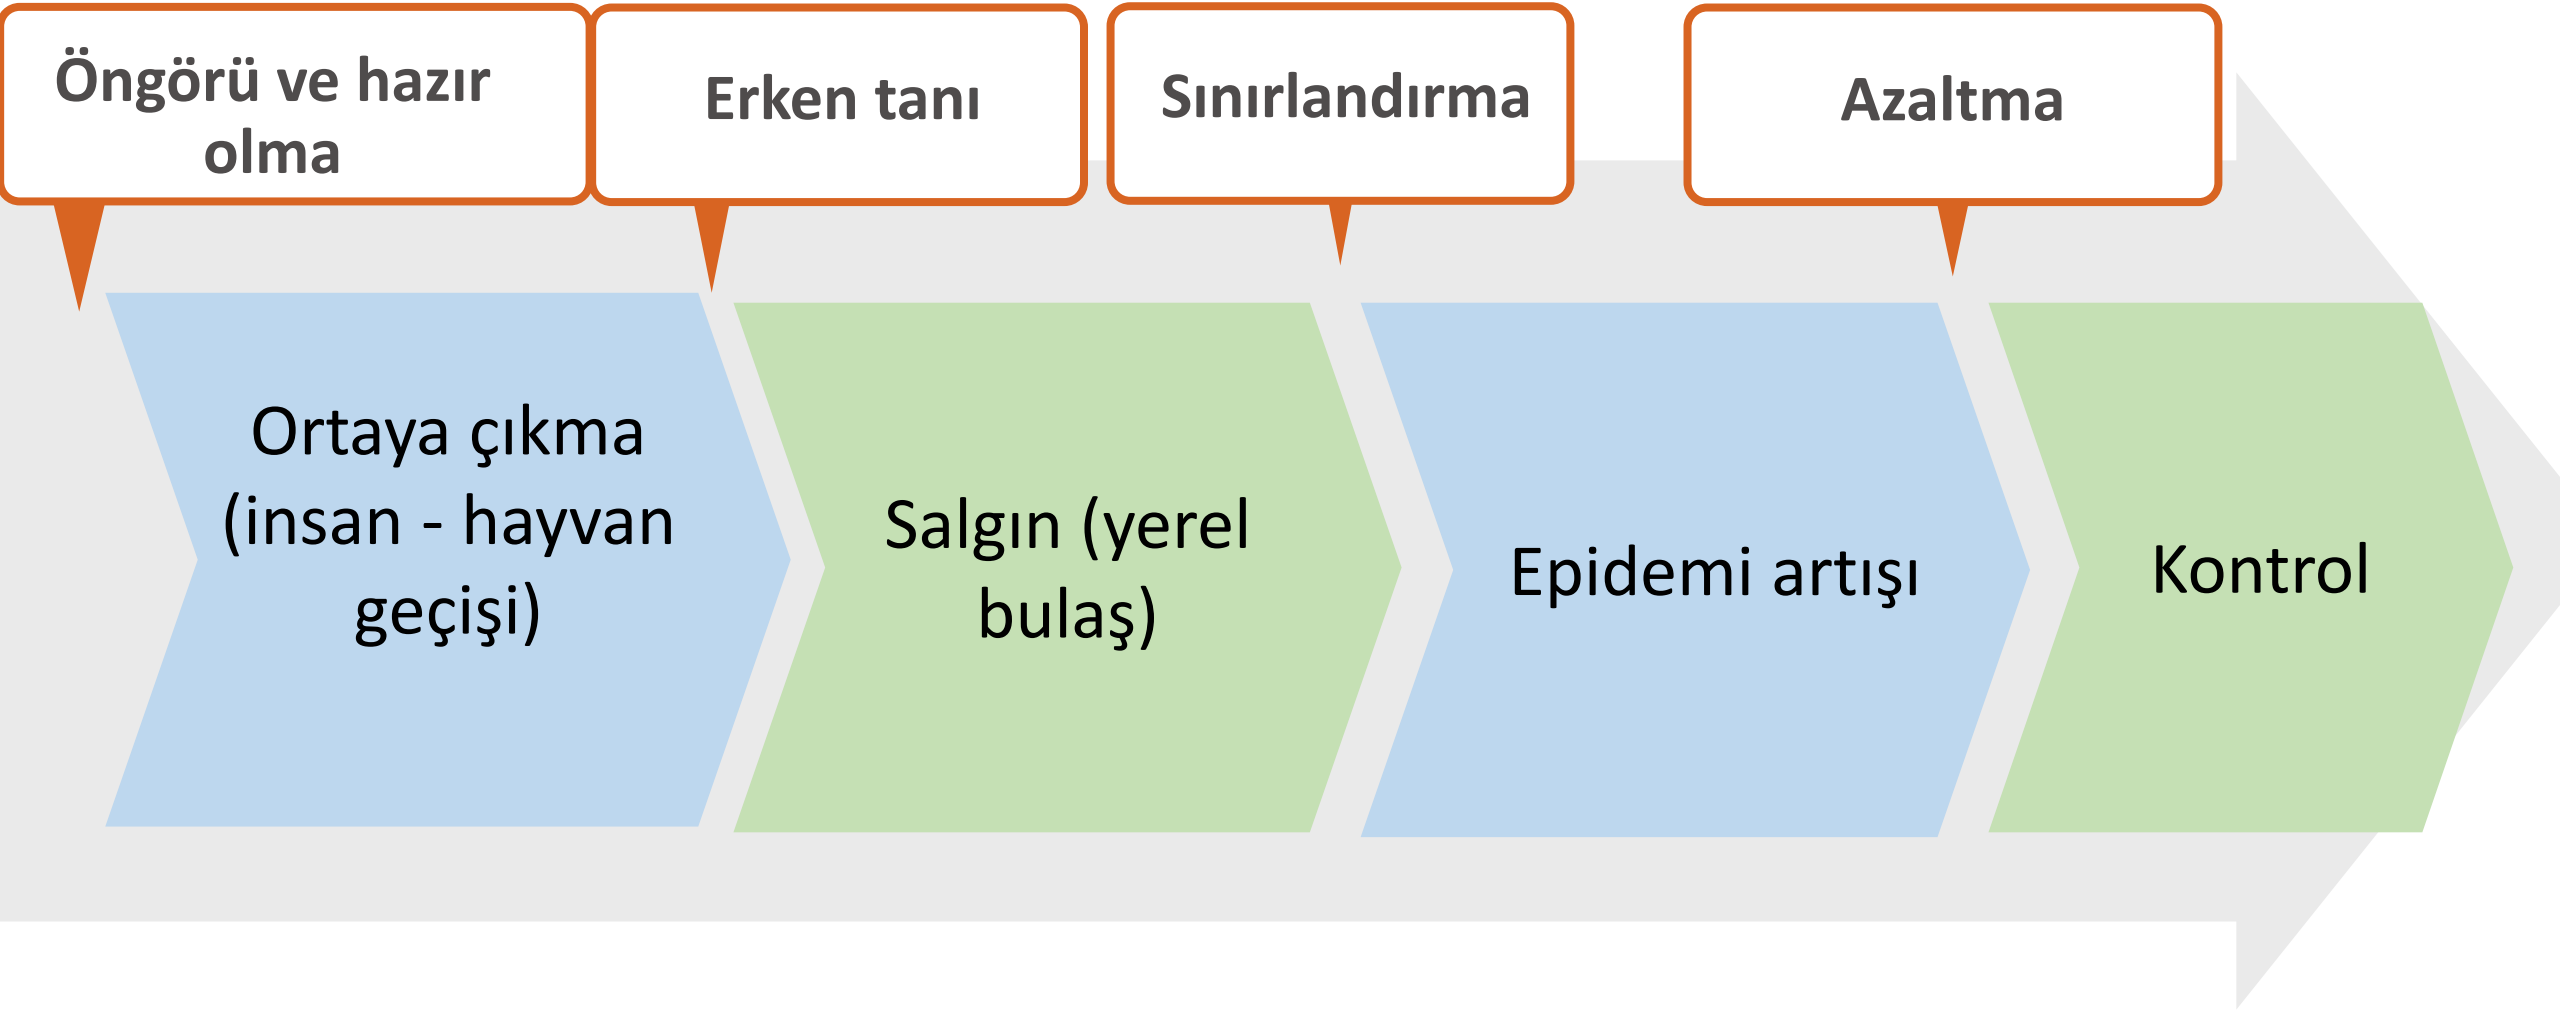 Öngörü ve hazır
olma
Erken tanı
Sınırlandırma
Azaltma
Ortaya çıkma
(insan - hayvan
geçişi)
Salgın (yerel
bulaş)
Epidemi artışı
Kontrol